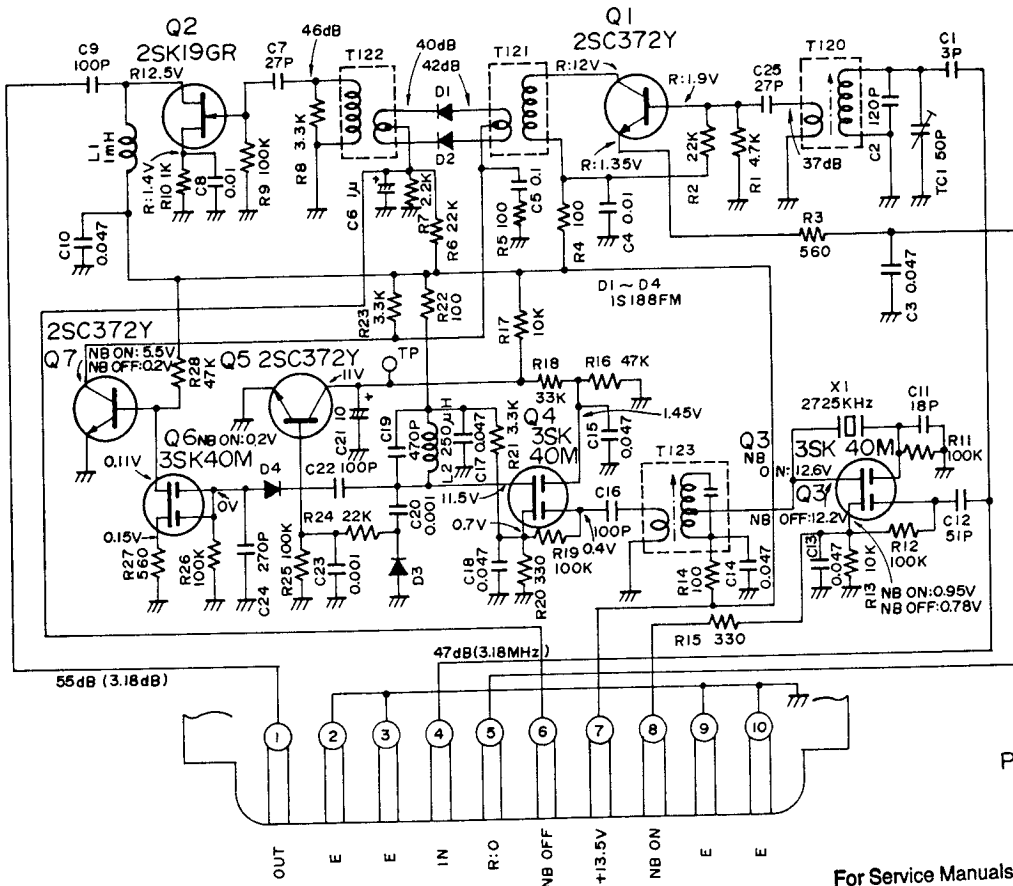 Q2
2SK19GR
Q1
2SC372Y
C9
100P
C7
27P
46dB
T122
40dB
42dB
T121
R:12V
R:1.9V
C25
27P
T120
C1
3P
R12.5V
D1
D2
L1
1mH
R:1.4V
R10 1K
C8
0.01
R9 100K
R8 3.3K
C10
0.047
C6 1μ
+
R7
2.2K
R6 22K
R5 100
C5 0.1
R4 100
R:1.35V
C4 0.01
R2
22K
R1 4.7K
37dB
C2
120P
TC1 50P
R3
560
C3 0.047
D1~D4
1S188FM
2SC372Y
Q7
NB ON: 5.5V
NB OFF:0.2V
R28
47K
Q5 2SC372Y
11V
TP
R23
3.3K
R22
100
R17
10K
R18
33K
R16 47K
C21 10
+
C19
470P
L2 250μH
C17 0.047
R21 3.3K
Q4
3SK
40M
1.45V
C15
0.047
X1
2725KHz
C11
18P
R11
100K
Q3
NB
ON: 12.6V
3SK 40M
Q3
NB OFF:12.2V
Q6 NB ON:0.2V
3SK40M
0.11V
0V
D4
C22 100P
0.15V
R27
560
R26
100K
C24
270P
R25 100K
R24 22K
C23
0.001
C20
0.001
D3
11.5V
0.7V
C18
0.047
R20 330
R19
100K
C16
100P
0.4V
T123
R14
100
C14
0.047
C13
0.047
R13 10K
R12
100K
C12
51P
NB ON:0.95V
NB OFF:0.78V
R15 330
55dB (3.18dB)
47dB(3.18MHz)
1 2 3 4 5 6 7 8 9 10
OUT
E
E
IN
R:O
NB OFF
+13.5V
NB ON
E
E
P
For Service Manuals